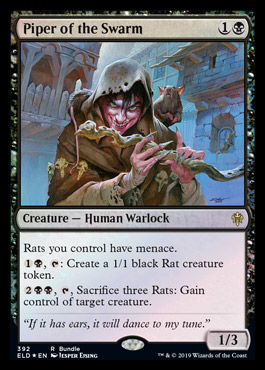 Piper of the Swarm 1
Creature — Human Warlock
Rats you control have menace.
1, : Create a 1/1 black Rat creature
token.
2, , Sacrifice three Rats: Gain
control of target creature.
“If it has ears, it will dance to my tune.”
1/3
392 R Bundle
ELD EN JESPER EJSING
™ & © 2019 Wizards of the Coast